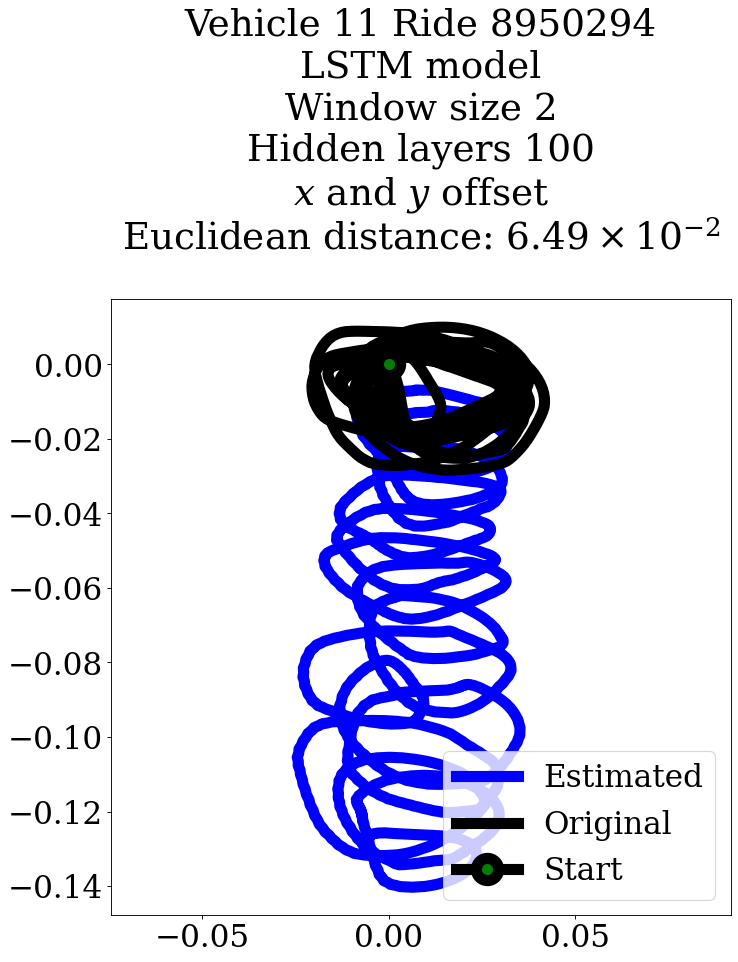 Vehicle 11 Ride 8950294
LSTM model
Window size 2
Hidden layers 100
x and y offset
Euclidean distance: 6.49 × 10⁻²
0.00
−0.02
−0.04
−0.06
−0.08
−0.10
−0.12
−0.14
Estimated
Original
Start
−0.05 0.00 0.05